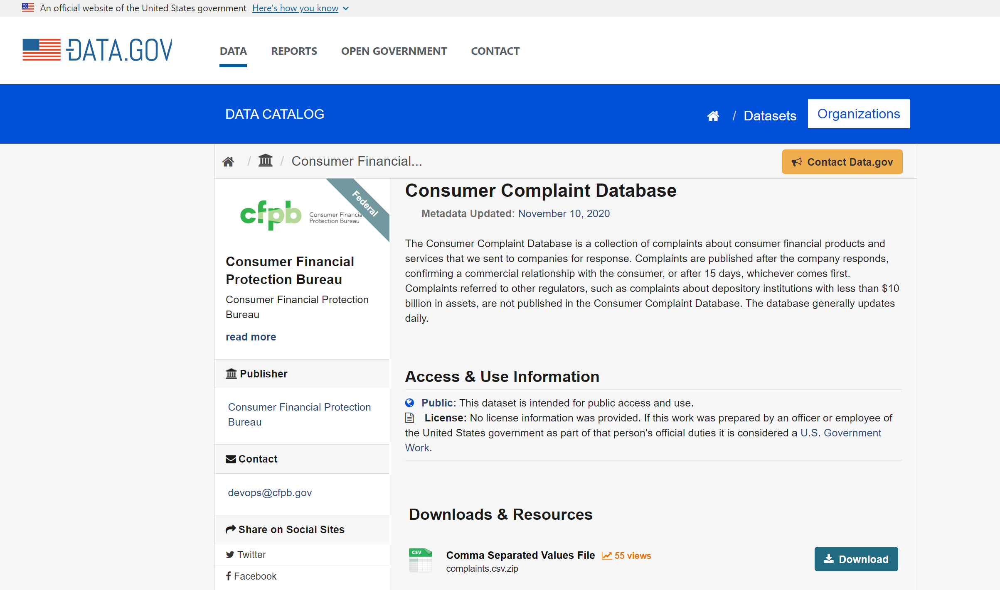 An official website of the United States government Here's how you know
DATA.GOV
DATA REPORTS OPEN GOVERNMENT CONTACT
DATA CATALOG
/ Datasets Organizations
/ / Consumer Financial...
Contact Data.gov
Federal
cfpb Consumer Financial
Protection Bureau
Consumer Financial
Protection Bureau
Consumer Financial Protection
Bureau
read more
Publisher
Consumer Financial Protection
Bureau
Contact
devops@cfpb.gov
Share on Social Sites
Twitter
Facebook
Consumer Complaint Database
Metadata Updated: November 10, 2020
The Consumer Complaint Database is a collection of complaints about consumer financial products and
services that we sent to companies for response. Complaints are published after the company responds,
confirming a commercial relationship with the consumer, or after 15 days, whichever comes first.
Complaints referred to other regulators, such as complaints about depository institutions with less than $10
billion in assets, are not published in the Consumer Complaint Database. The database generally updates
daily.
Access & Use Information
Public: This dataset is intended for public access and use.
License: No license information was provided. If this work was prepared by an officer or employee of
the United States government as part of that person's official duties it is considered a U.S. Government
Work.
Downloads & Resources
CSV
Comma Separated Values File 55 views
complaints.csv.zip
Download